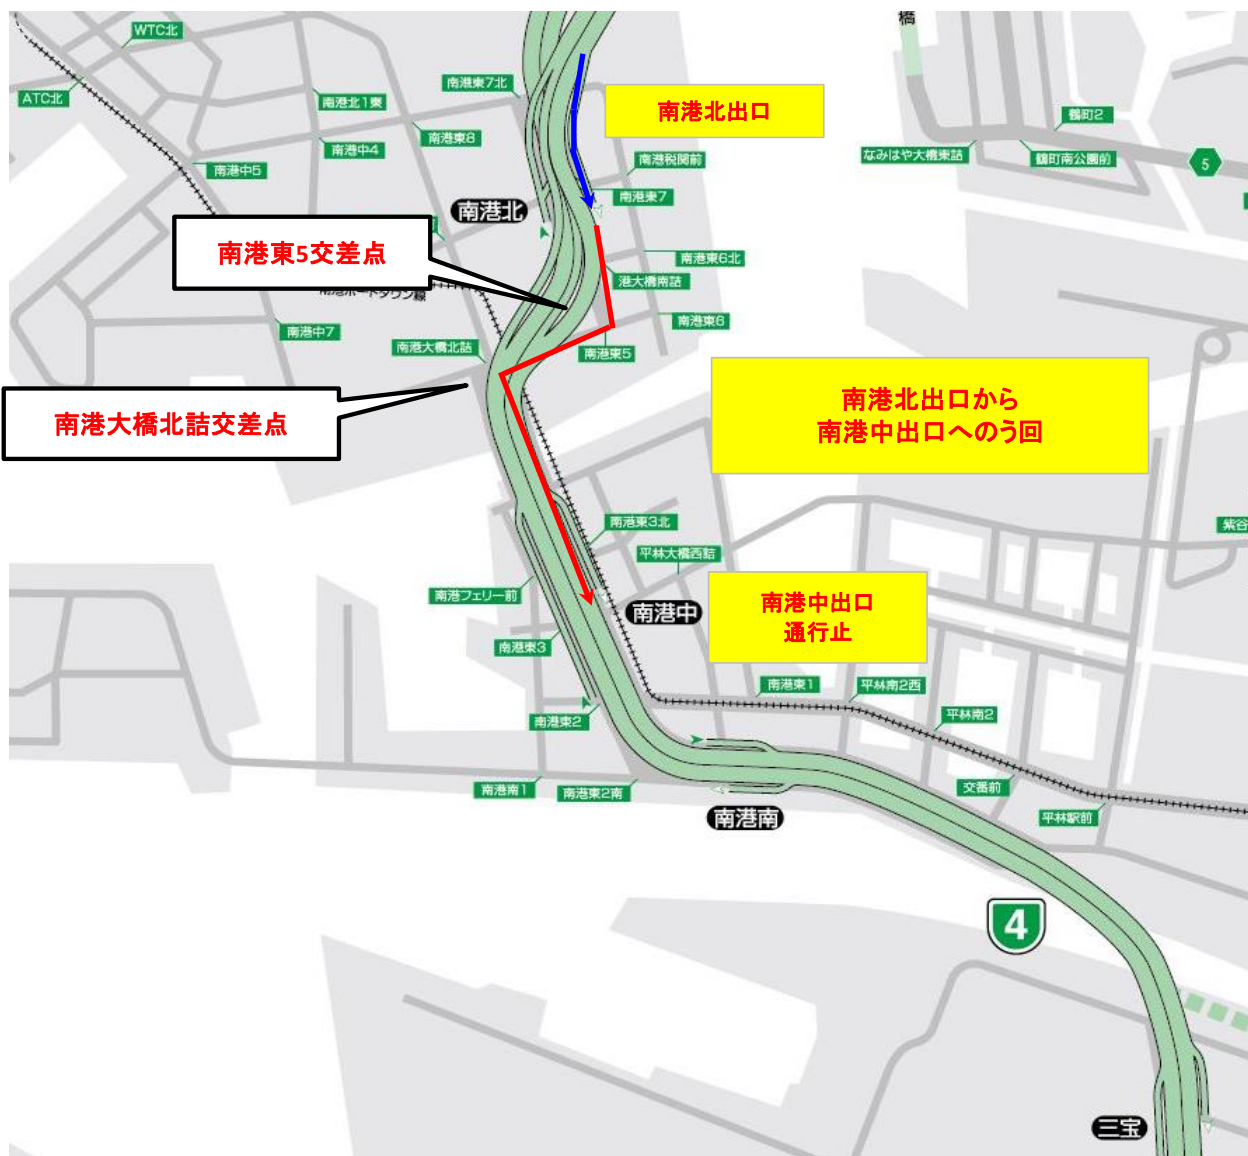 橋
WTC北
ATC北
南港東7北
南港北1東
南港東8
南港中4
南港中5
南港北出口
南港税関前
南港東7
南港北
鶴町2
なみはや大橋東詰
鶴町南公園前
5
南港東5交差点
南港東6北
港大橋南詰
南港ポートタウン線
南港中7
南港東6
南港大橋北詰
南港東5
南港大橋北詰交差点
南港北出口から
南港中出口へのう回
南港東3北
紫谷
平林大橋西詰
南港フェリー前
南港中
南港中出口
通行止
南港東3
南港東1
平林南2西
南港東2
平林南2
南港南1
南港東2南
交番前
南港南
平林駅前
4
三宝